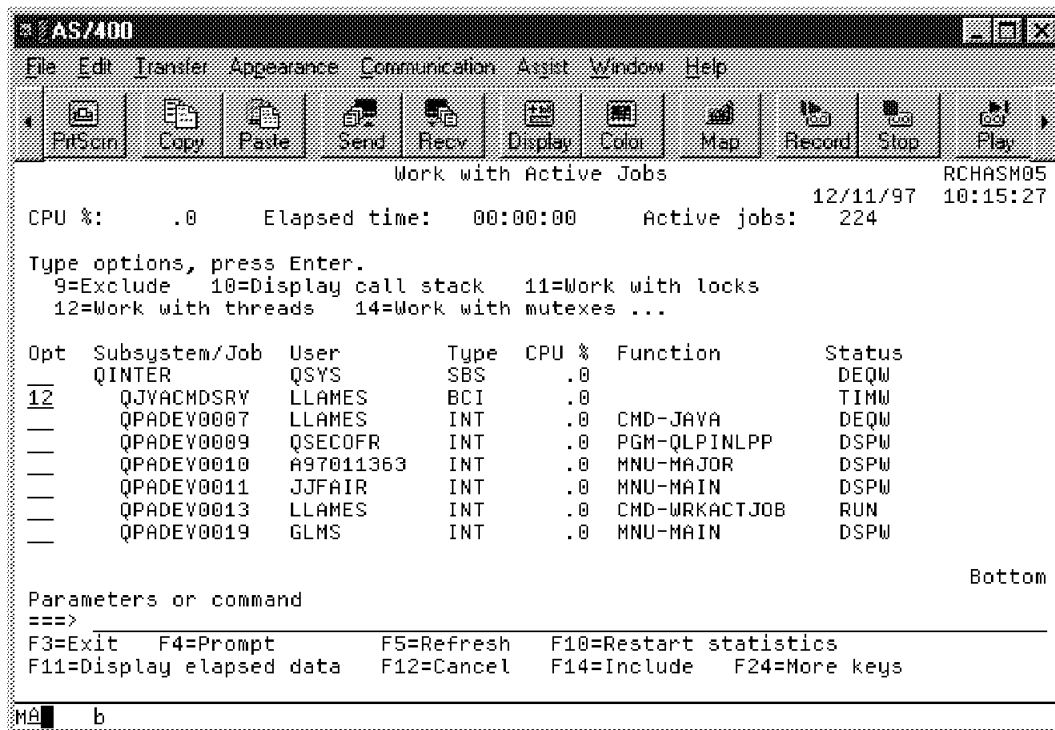 AS/400
File Edit Transfer Appearance Communication Assist Window Help
PrtScrn Copy Paste Send Recv Display Color Map Record Stop Play
Work with Active Jobs RCHASM05
12/11/97 10:15:27
CPU %: .0 Elapsed time: 00:00:00 Active jobs: 224
Type options, press Enter.
9=Exclude 10=Display call stack 11=Work with locks
12=Work with threads 14=Work with mutexes ...
Opt Subsystem/Job User Type CPU % Function Status
QINTER QSYS SBS .0 DEQW
12 QJVACMDSRV LLAMES BCI .0 TIMW
QPADEV0007 LLAMES INT .0 CMD-JAVA DEQW
QPADEV0009 QSECOFR INT .0 PGM-QLPINLPP DSPW
QPADEV0010 A97011363 INT .0 MNU-MAJOR DSPW
QPADEV0011 JJFAIR INT .0 MNU-MAIN DSPW
QPADEV0013 LLAMES INT .0 CMD-WRKACTJOB RUN
QPADEV0019 GLMS INT .0 MNU-MAIN DSPW
Bottom
Parameters or command
===>
F3=Exit F4=Prompt F5=Refresh F10=Restart statistics
F11=Display elapsed data F12=Cancel F14=Include F24=More keys
MA b